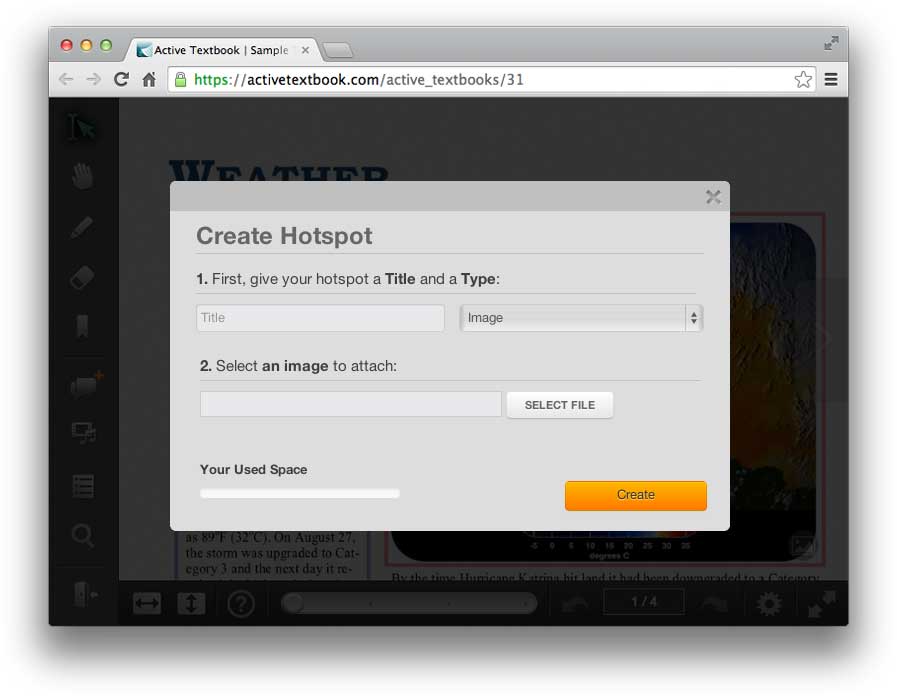 Active Textbook | Sample
https://activetextbook.com/active_textbooks/31
WEATHER
Create Hotspot
1. First, give your hotspot a Title and a Type:
Title
Image
2. Select an image to attach:
SELECT FILE
Your Used Space
Create
as 89°F (32°C). On August 27,
the storm was upgraded to Cat-
egory 3 and the next day it re-
-5 0 5 10 15 20 25 30 35
degrees C
By the time Hurricane Katrina hit land it had been downgraded to a Category
?
1 / 4